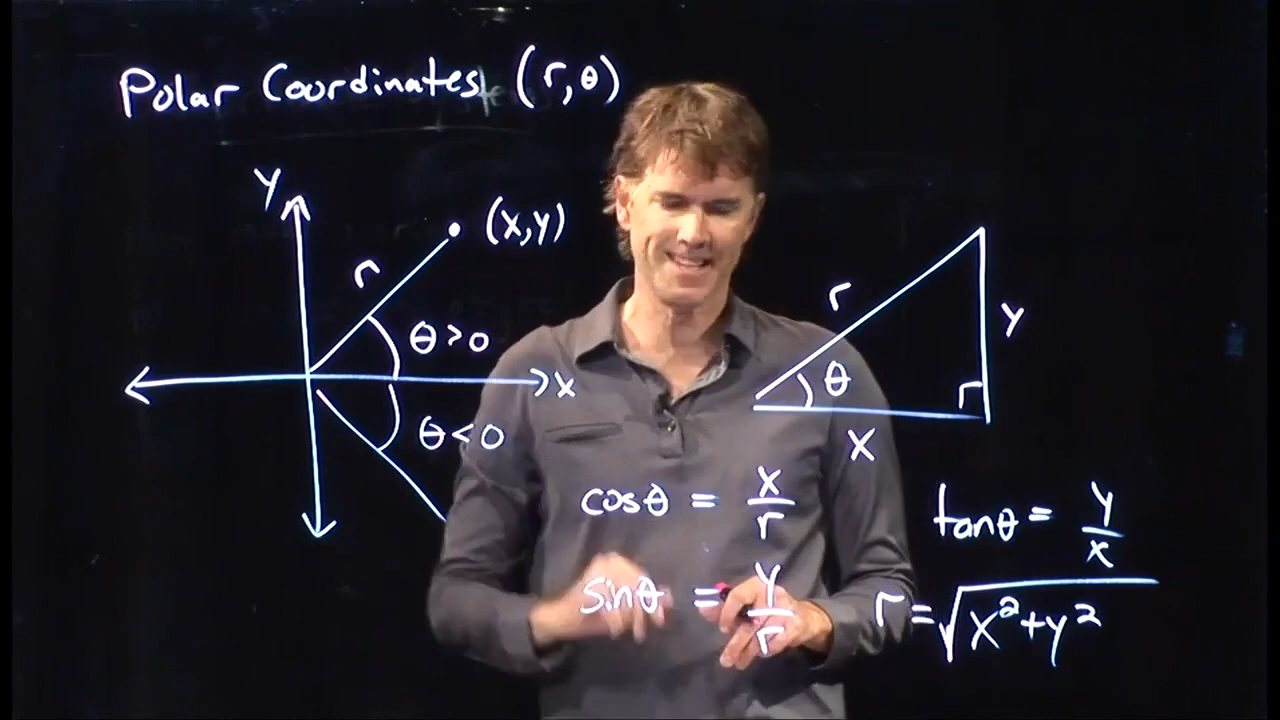 Polar Coordinates (r, θ)
Y
(x,y)
r
θ>0
x
θ<0
r
y
θ
x
cosθ = x/r
tanθ = y/x
sinθ = y/r
r = √x²+y²